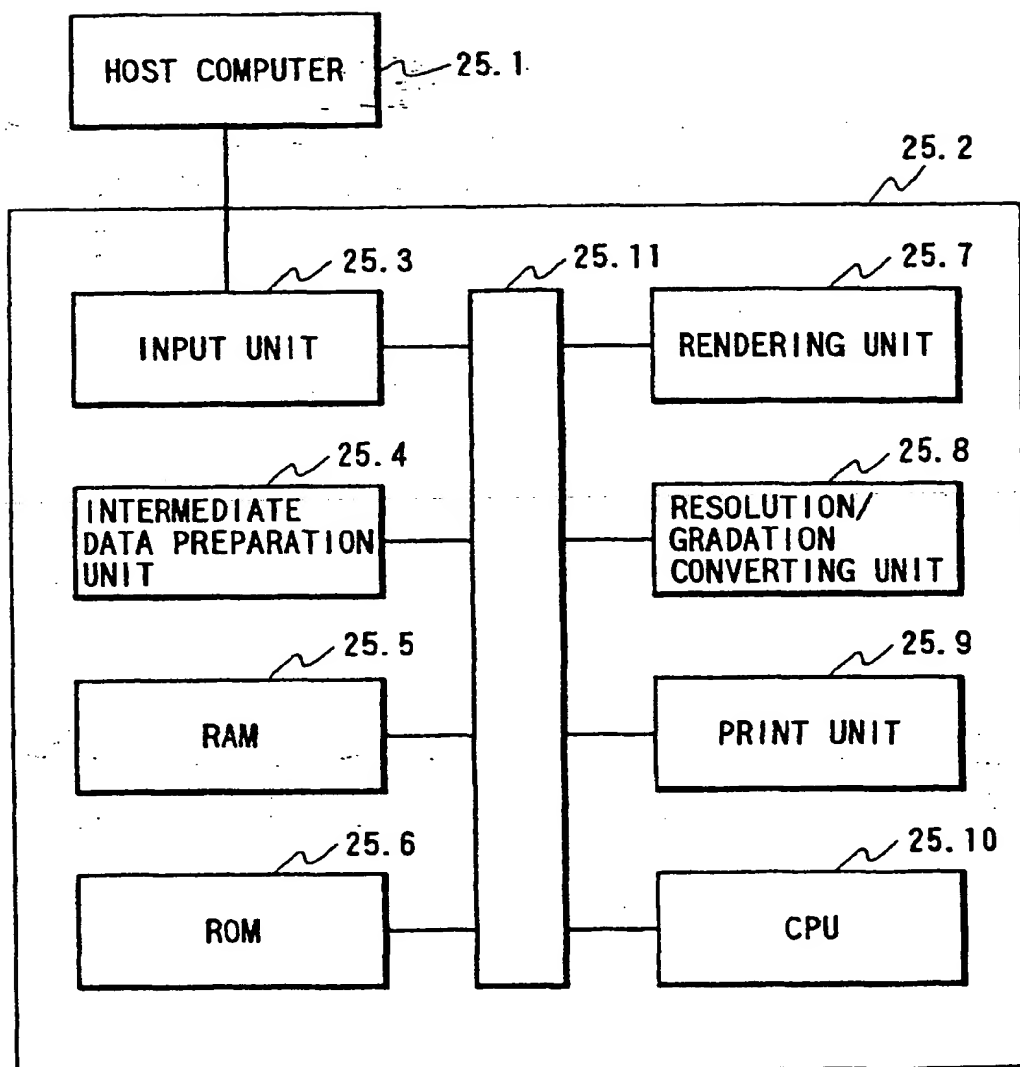 HOST COMPUTER
25.1
25.2
25.3
25.11
25.7
INPUT UNIT
RENDERING UNIT
25.4
25.8
INTERMEDIATE
DATA PREPARATION
UNIT
RESOLUTION/
GRADATION
CONVERTING UNIT
25.5
25.9
RAM
PRINT UNIT
25.6
25.10
ROM
CPU